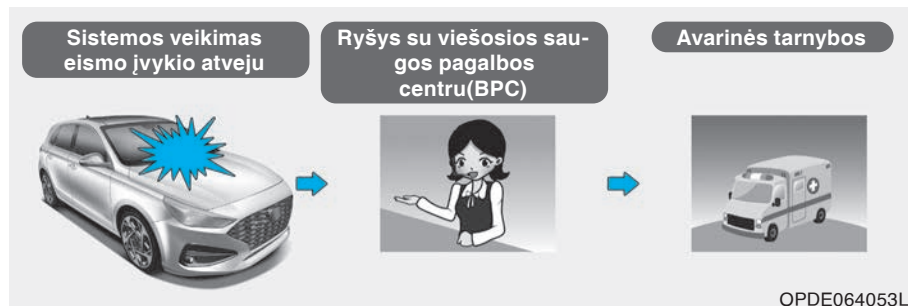 Sistemos veikimas
eismo įvykio atveju
Ryšys su viešosios sau-
gos pagalbos
centru(BPC)
Avarinės tarnybos
OPDE064053L